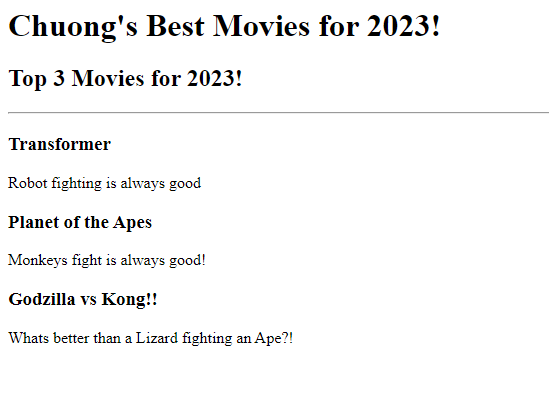 Chuong's Best Movies for 2023!
Top 3 Movies for 2023!
Transformer
Robot fighting is always good
Planet of the Apes
Monkeys fight is always good!
Godzilla vs Kong!!
Whats better than a Lizard fighting an Ape?!